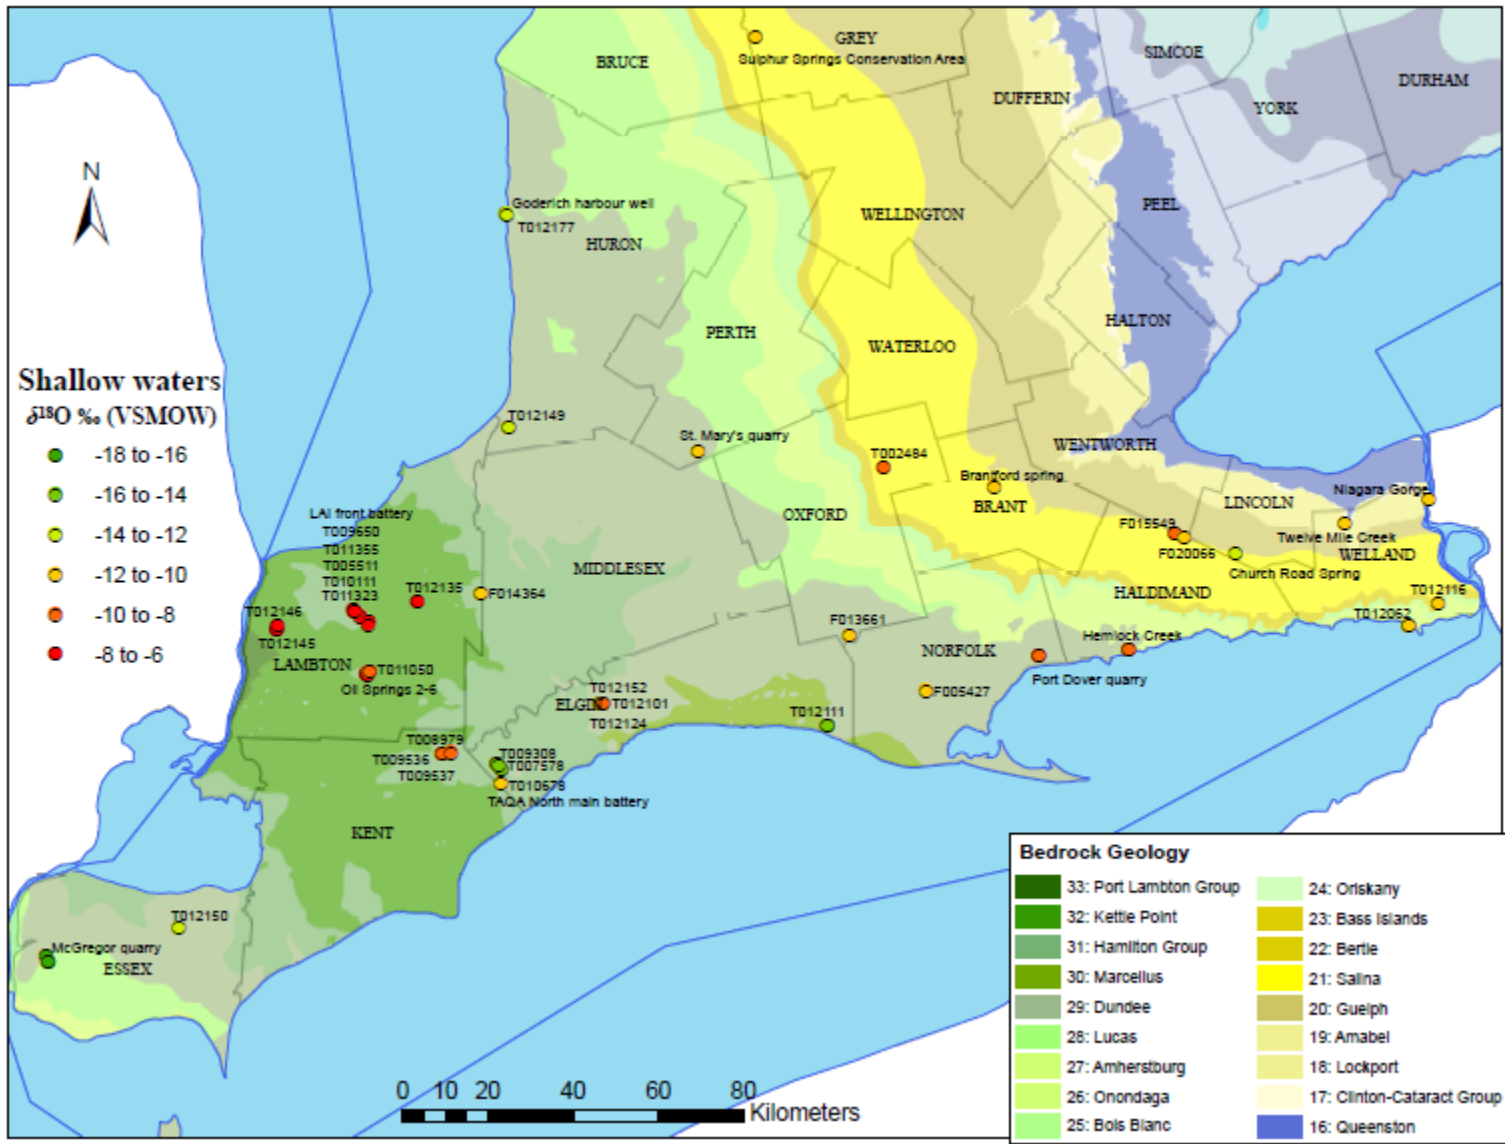 BRUCE
GREY
Sulphur Springs Conservation Area
SIMCOE
DURHAM
DUFFERIN
YORK
N
Goderich harbour well
T012177
HURON
WELLINGTON
PEEL
PERTH
HALTON
WATERLOO
Shallow waters
δ¹⁸O ‰ (VSMOW)
-18 to -16
-16 to -14
-14 to -12
-12 to -10
-10 to -8
-8 to -6
T012149
St. Mary's quarry
WENTWORTH
T002484
Brantford spring
BRANT
LINCOLN
Niagara Gorge
OXFORD
F015549
F020066
Twelve Mile Creek
WELLAND
Church Road Spring
LAI front battery
T009650
T011355
T005511
T010111
T011323
T012135
F014364
MIDDLESEX
HALDIMAND
T012116
T012062
T012146
T012145
LAMBTON
T011050
Oil Springs 2-6
F013661
NORFOLK
Hemlock Creek
Port Dover quarry
F005427
T012152
ELGIN
T012101
T012124
T012111
T008979
T009536
T009537
T009308
T007578
T010678
TAQA North main battery
KENT
T012150
McGregor quarry
ESSEX
0 10 20 40 60 80
Kilometers
Bedrock Geology
33: Port Lambton Group
32: Kettle Point
31: Hamilton Group
30: Marcellus
29: Dundee
28: Lucas
27: Amherstburg
26: Onondaga
25: Bois Blanc
24: Oriskany
23: Bass Islands
22: Bertie
21: Salina
20: Guelph
19: Amabel
18: Lockport
17: Clinton-Cataract Group
16: Queenston